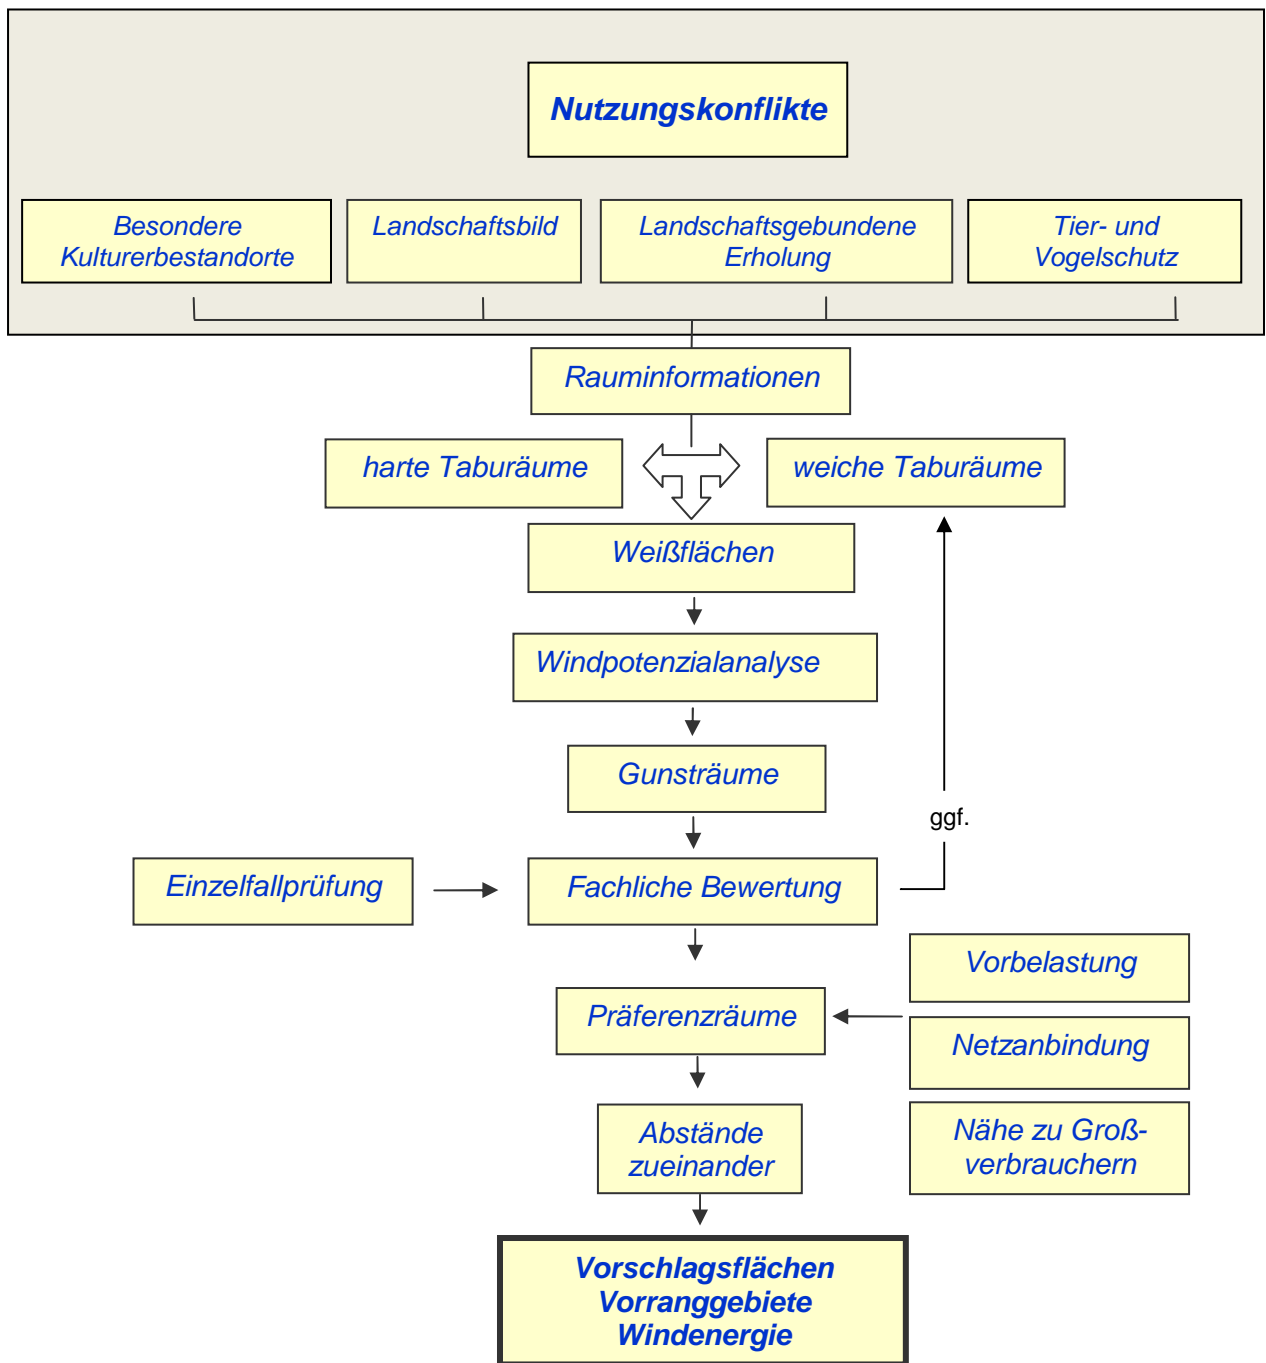 Nutzungskonflikte
Besondere
Kulturerbestandorte
Landschaftsbild
Landschaftsgebundene
Erholung
Tier- und
Vogelschutz
Rauminformationen
harte Taburäume
weiche Taburäume
Weißflächen
Windpotenzialanalyse
Gunsträume
ggf.
Einzelfallprüfung
Fachliche Bewertung
Vorbelastung
Präferenzräume
Netzanbindung
Abstände
zueinander
Nähe zu Groß-
verbrauchern
Vorschlagsflächen
Vorranggebiete
Windenergie